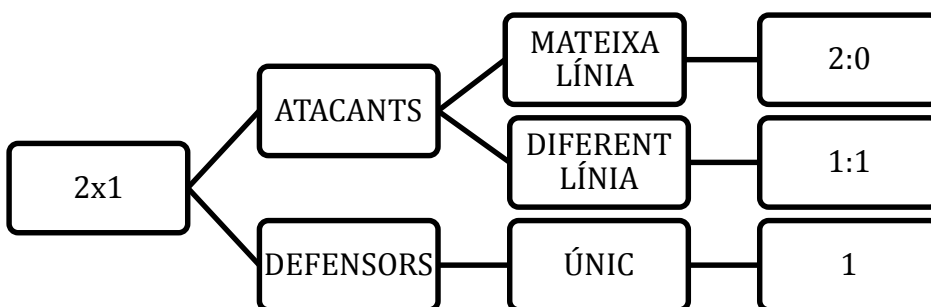 2x1
ATACANTS
MATEIXA
LÍNIA
2:0
DIFERENT
LÍNIA
1:1
DEFENSORS
ÚNIC
1